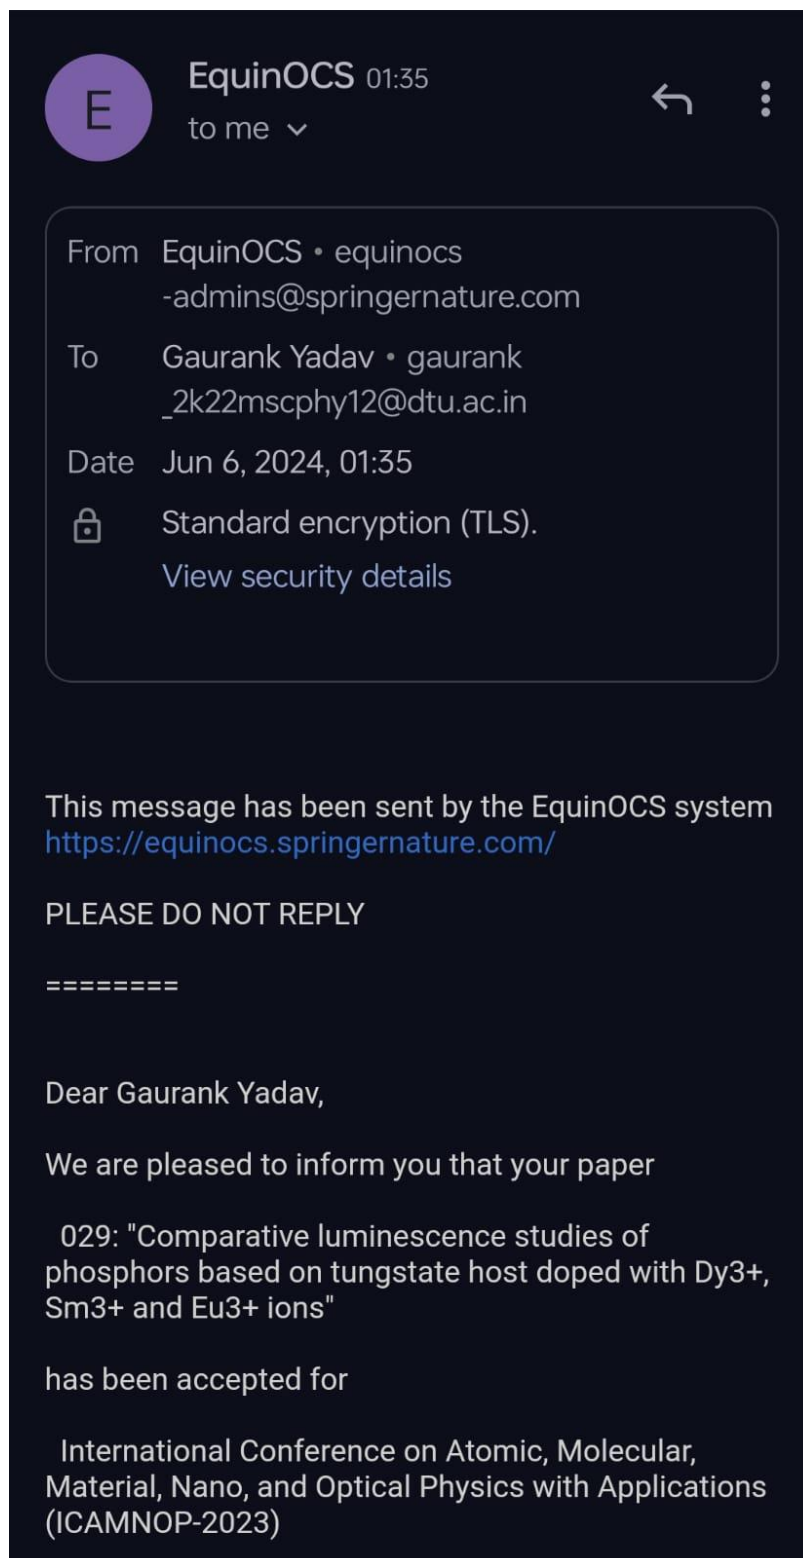 E
EquinOCS 01:35
to me
From EquinOCS • equinocs
-admins@springernature.com
To Gaurank Yadav • gaurank
_2k22mscphy12@dtu.ac.in
Date Jun 6, 2024, 01:35
Standard encryption (TLS).
View security details
This message has been sent by the EquinOCS system
https://equinocs.springernature.com/
PLEASE DO NOT REPLY
========
Dear Gaurank Yadav,
We are pleased to inform you that your paper
029: "Comparative luminescence studies of
phosphors based on tungstate host doped with Dy3+,
Sm3+ and Eu3+ ions"
has been accepted for
International Conference on Atomic, Molecular,
Material, Nano, and Optical Physics with Applications
(ICAMNOP-2023)